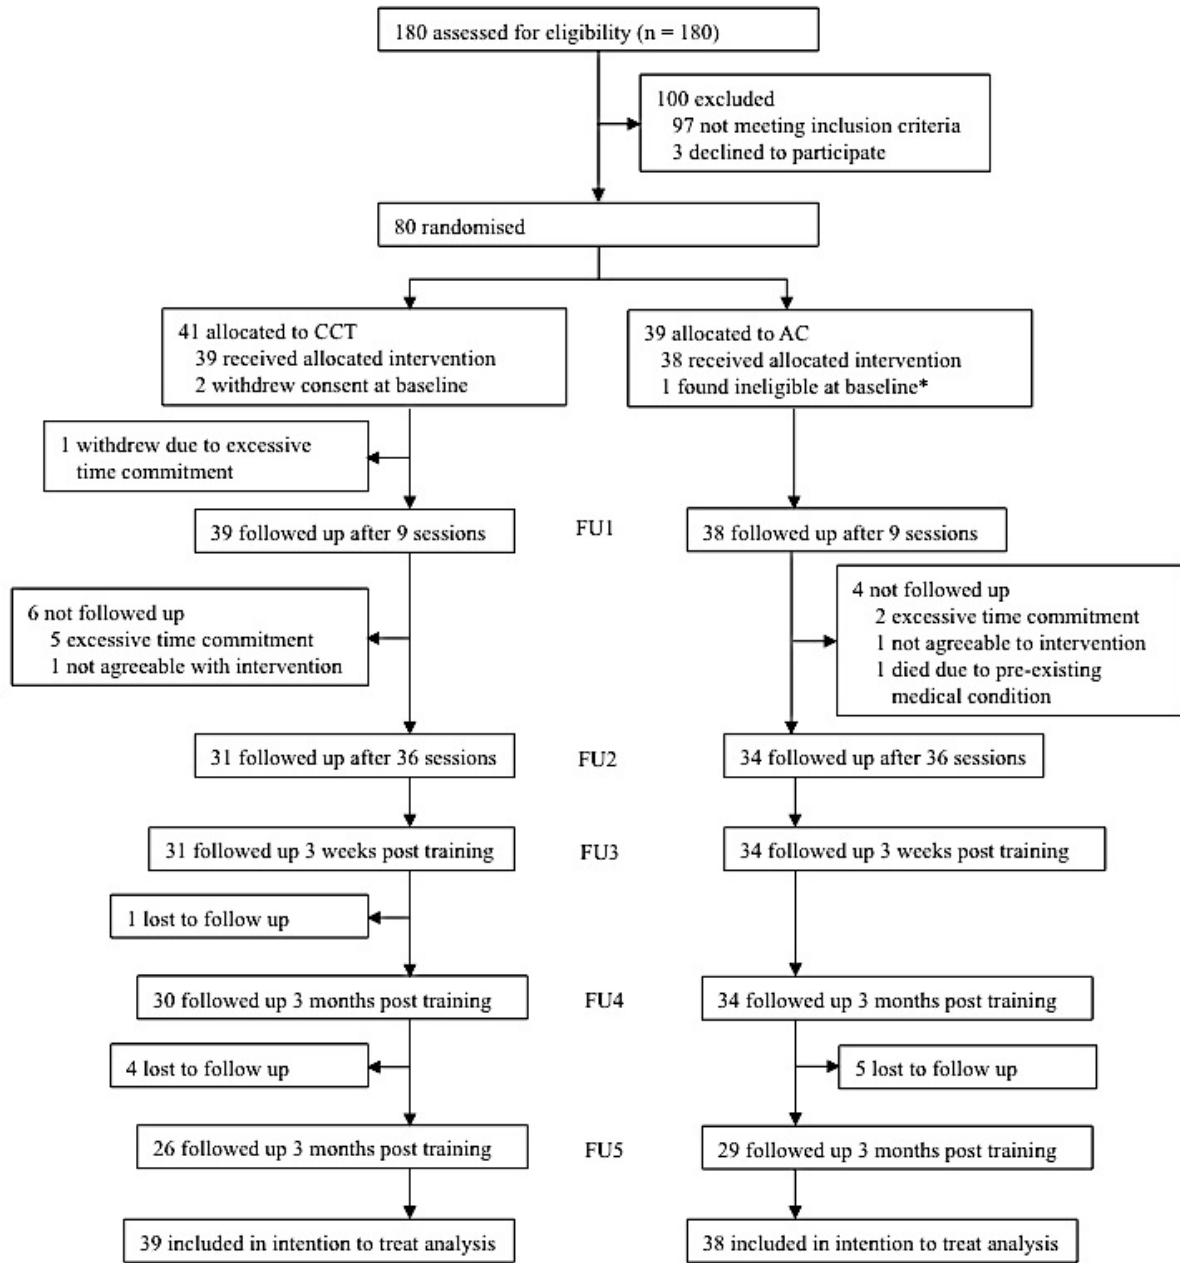 180 assessed for eligibility (n = 180)
100 excluded
97 not meeting inclusion criteria
3 declined to participate
80 randomised
41 allocated to CCT
39 received allocated intervention
2 withdrew consent at baseline
39 allocated to AC
38 received allocated intervention
1 found ineligible at baseline*
1 withdrew due to excessive
time commitment
39 followed up after 9 sessions
FU1
38 followed up after 9 sessions
6 not followed up
5 excessive time commitment
1 not agreeable with intervention
4 not followed up
2 excessive time commitment
1 not agreeable to intervention
1 died due to pre-existing
medical condition
31 followed up after 36 sessions
FU2
34 followed up after 36 sessions
31 followed up 3 weeks post training
FU3
34 followed up 3 weeks post training
1 lost to follow up
30 followed up 3 months post training
FU4
34 followed up 3 months post training
4 lost to follow up
5 lost to follow up
26 followed up 3 months post training
FU5
29 followed up 3 months post training
39 included in intention to treat analysis
38 included in intention to treat analysis